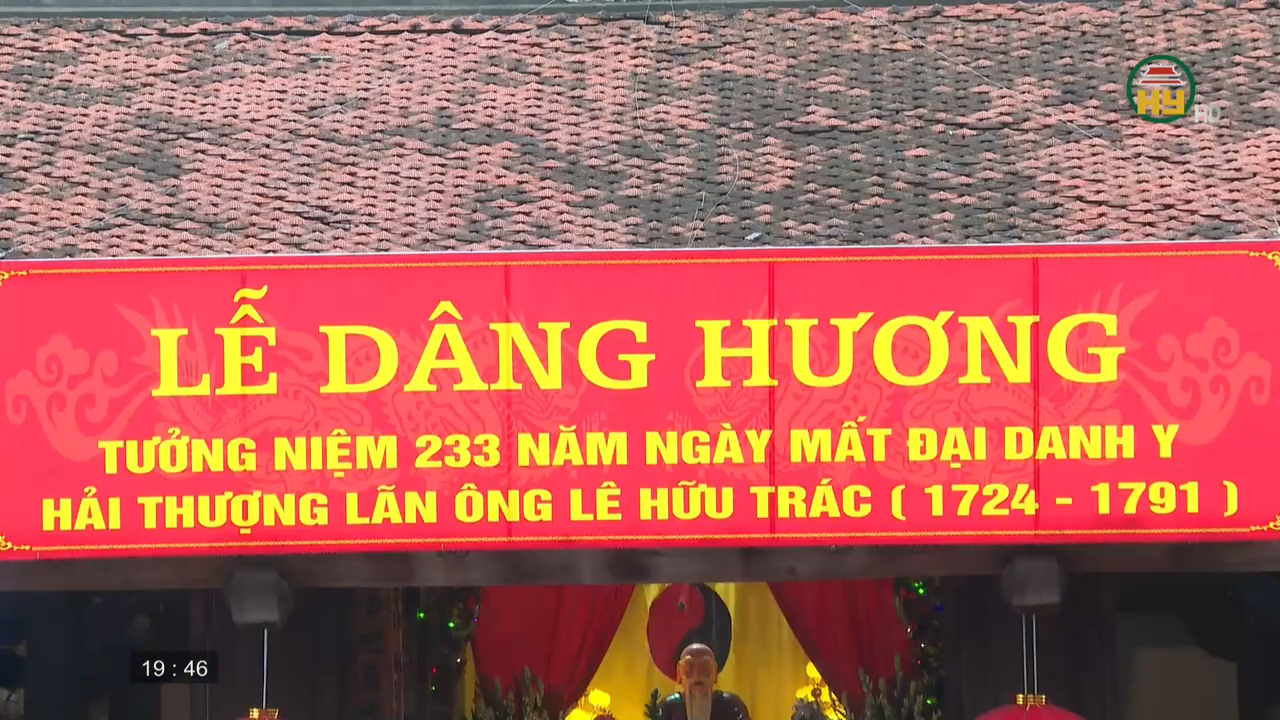 HY HD
LỄ DÂNG HƯƠNG
TƯỞNG NIỆM 233 NĂM NGÀY MẤT ĐẠI DANH Y
HẢI THƯỢNG LÃN ÔNG LÊ HỮU TRÁC ( 1724 - 1791 )
19 : 46